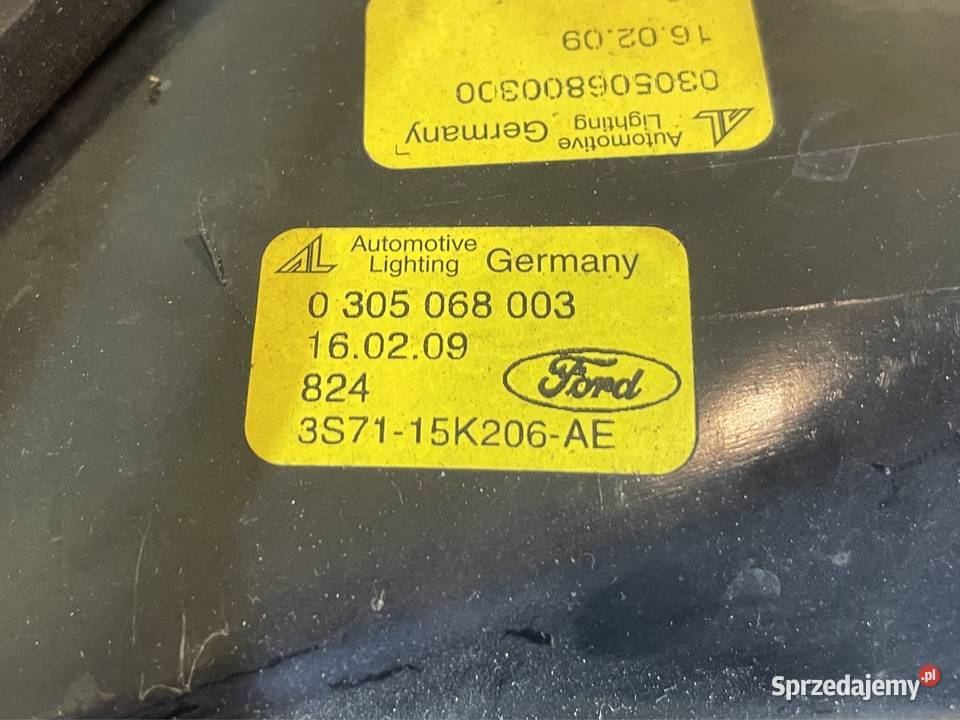 16.02.09
030506800300
Automotive
Lighting Germany
Automotive
Lighting Germany
0 305 068 003
16.02.09
824
Ford
3S71-15K206-AE
Sprzedajemy.pl